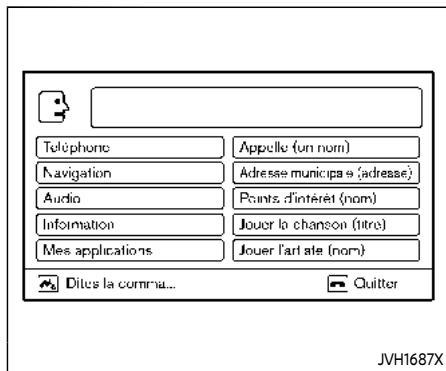 Téléphone
Appelle (un nom)
Navigation
Adresse municipale (adresse)
Audio
Points d'intérêt (nom)
Information
Jouer la chanson (titre)
Mes applications
Jouer l'artiste (nom)
Dites la comma...
Quitter
JVH1687X